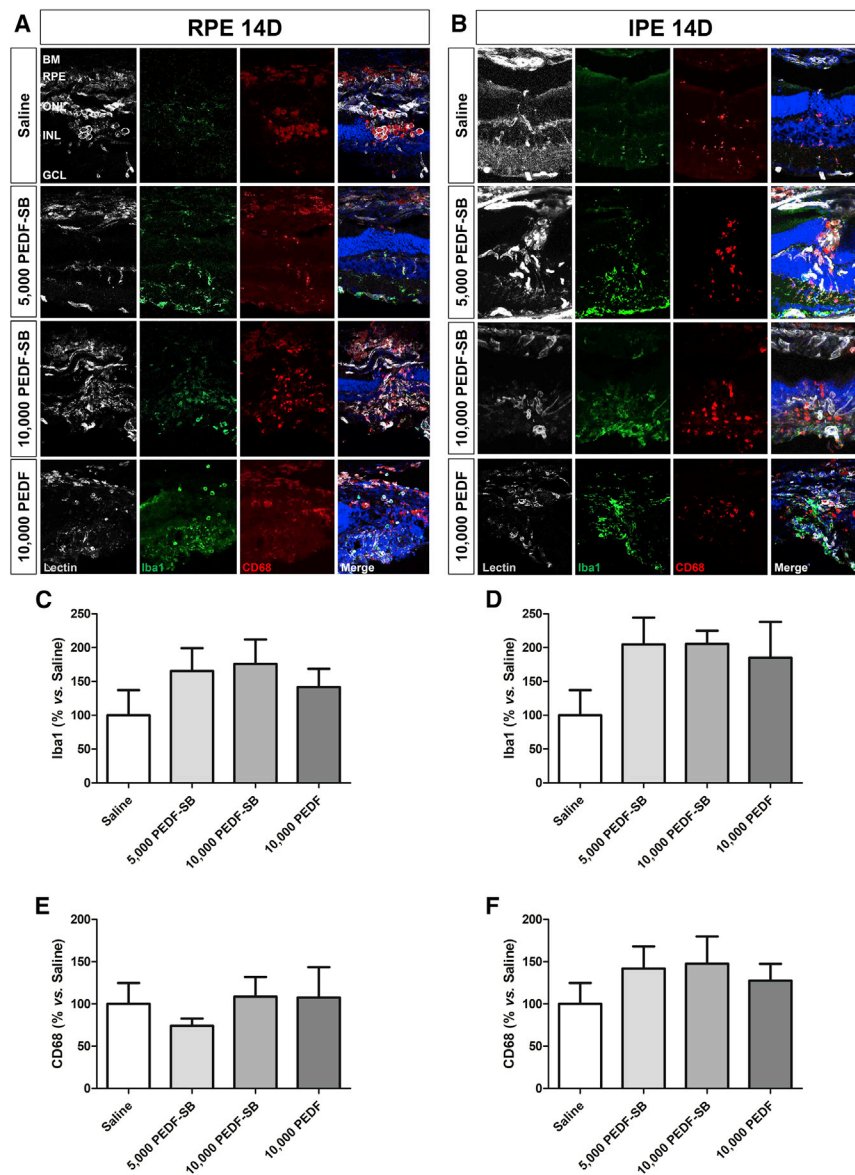 A
RPE 14D
Saline
BM
RPE
ONL
INL
GCL
5,000 PEDF-SB
10,000 PEDF-SB
10,000 PEDF
Lectin
Iba1
CD68
Merge
B
IPE 14D
Saline
5,000 PEDF-SB
10,000 PEDF-SB
10,000 PEDF
Lectin
Iba1
CD68
Merge
C
Iba1 (% vs. Saline)
250
200
150
100
50
0
Saline
5,000 PEDF-SB
10,000 PEDF-SB
10,000 PEDF
D
Iba1 (% vs. Saline)
250
200
150
100
50
0
Saline
5,000 PEDF-SB
10,000 PEDF-SB
10,000 PEDF
E
CD68 (% vs. Saline)
200
150
100
50
0
Saline
5,000 PEDF-SB
10,000 PEDF-SB
10,000 PEDF
F
CD68 (% vs. Saline)
200
150
100
50
0
Saline
5,000 PEDF-SB
10,000 PEDF-SB
10,000 PEDF